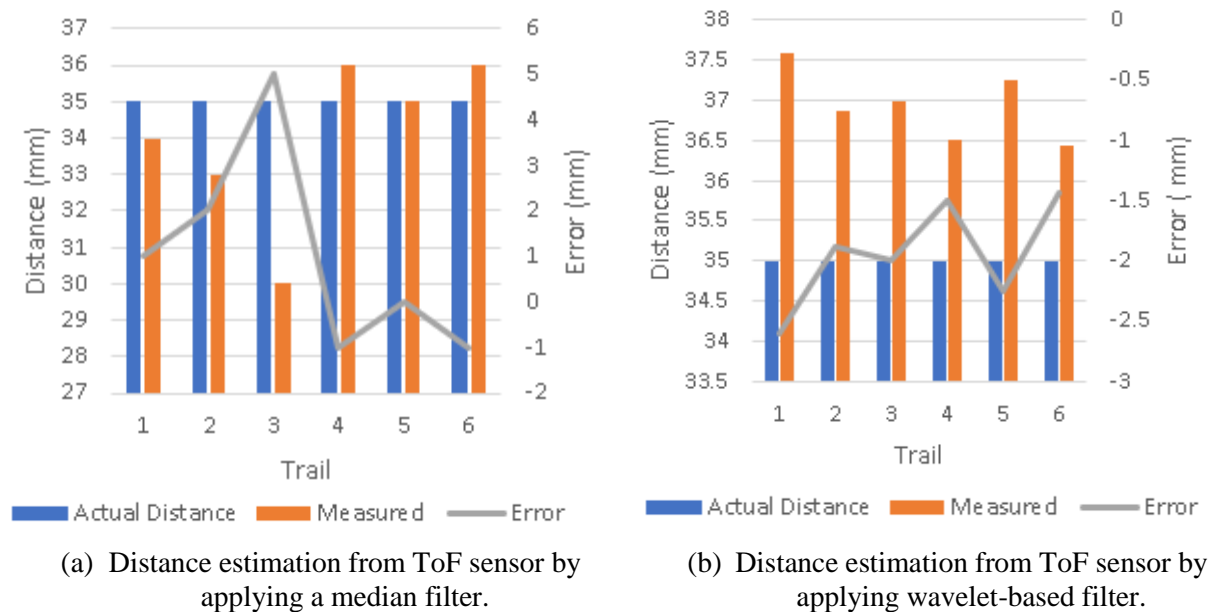 37
36
35
34
33
32
31
30
29
28
27
Distance (mm)
6
5
4
3
2
1
0
-1
-2
Error (mm)
1 2 3 4 5 6
Trail
Actual Distance Measured Error
(a) Distance estimation from ToF sensor by
applying a median filter.
38
37.5
37
36.5
36
35.5
35
34.5
34
33.5
Distance (mm)
0
-0.5
-1
-1.5
-2
-2.5
-3
Error ( mm)
1 2 3 4 5 6
Trail
Actual Distance Measured Error
(b) Distance estimation from ToF sensor by
applying wavelet-based filter.